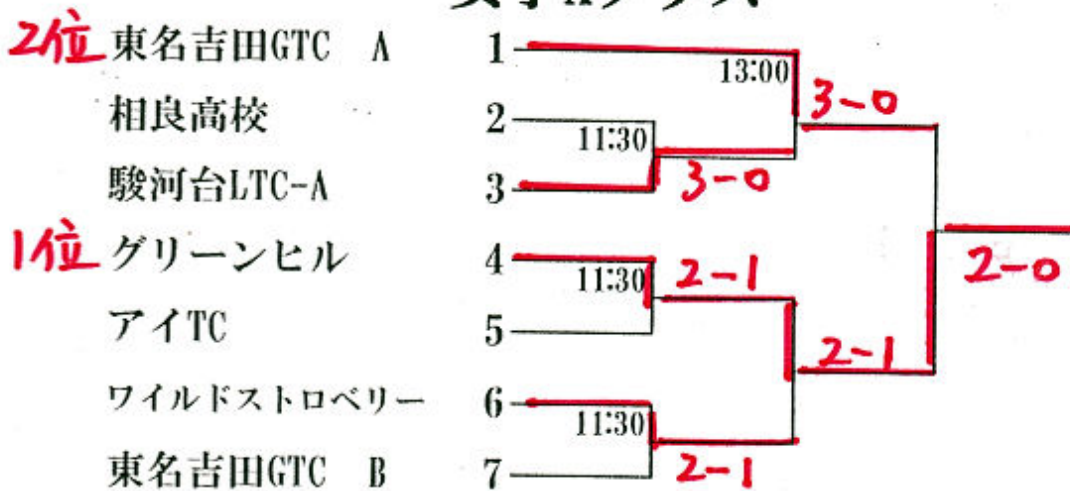 2位 東名吉田GTC A 1
13:00
3-0
相良高校 2
11:30
駿河台LTC-A 3
3-0
1位 グリーンヒル 4
11:30
2-1
2-0
アイTC 5
2-1
ワイルドストロベリー 6
11:30
東名吉田GTC B 7
2-1